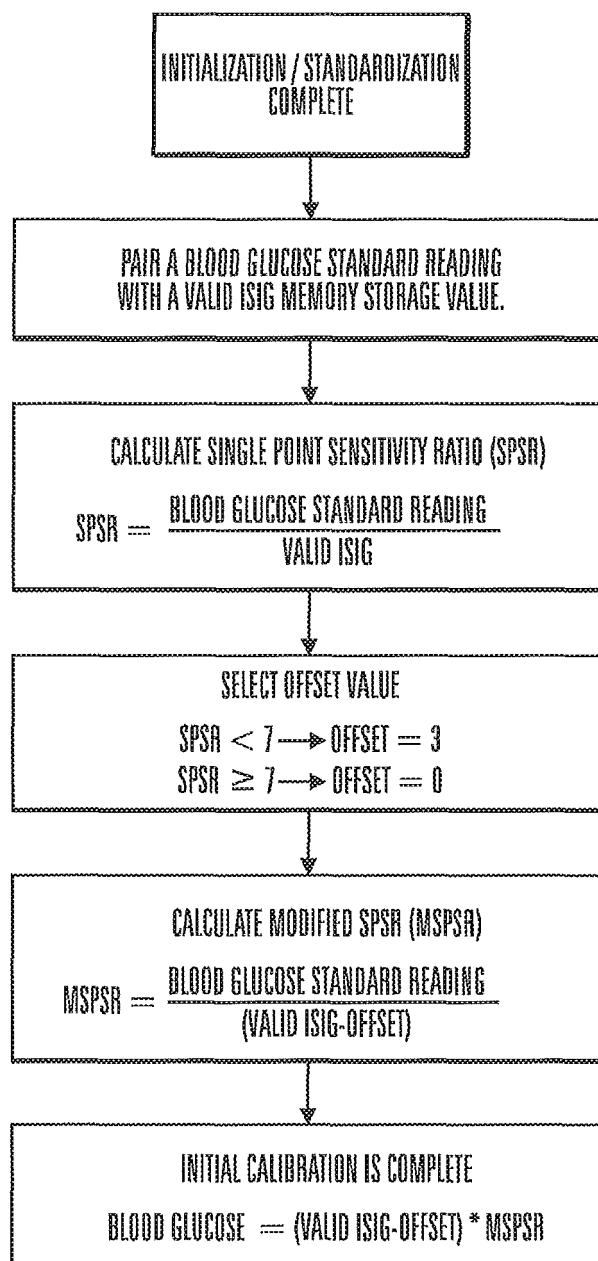 INITIALIZATION / STANDARDIZATION
COMPLETE
PAIR A BLOOD GLUCOSE STANDARD READING
WITH A VALID ISIG MEMORY STORAGE VALUE.
CALCULATE SINGLE POINT SENSITIVITY RATIO (SPSR)
SPSR = BLOOD GLUCOSE STANDARD READING
VALID ISIG
SELECT OFFSET VALUE
SPSR < 7 → OFFSET = 3
SPSR ≥ 7 → OFFSET = 0
CALCULATE MODIFIED SPSR (MSPSR)
MSPSR = BLOOD GLUCOSE STANDARD READING
(VALID ISIG-OFFSET)
INITIAL CALIBRATION IS COMPLETE
BLOOD GLUCOSE = (VALID ISIG-OFFSET) * MSPSR